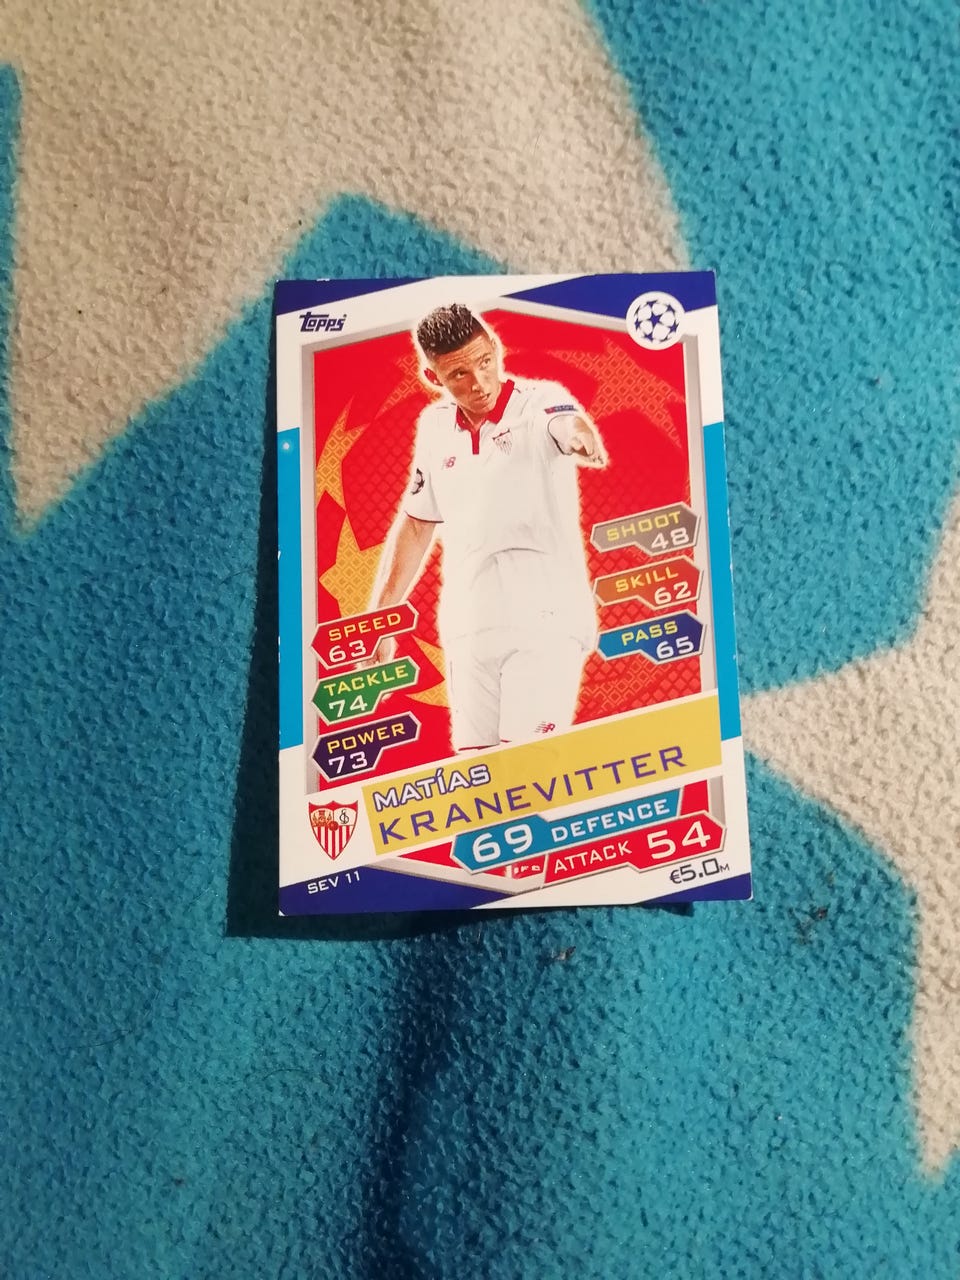 Topps
SHOOT
48
SKILL
62
PASS
65
SPEED
63
TACKLE
74
POWER
73
MATÍAS
KRANEVITTER
69 DEFENCE
ATTACK 54
SEV 11
€5.0M